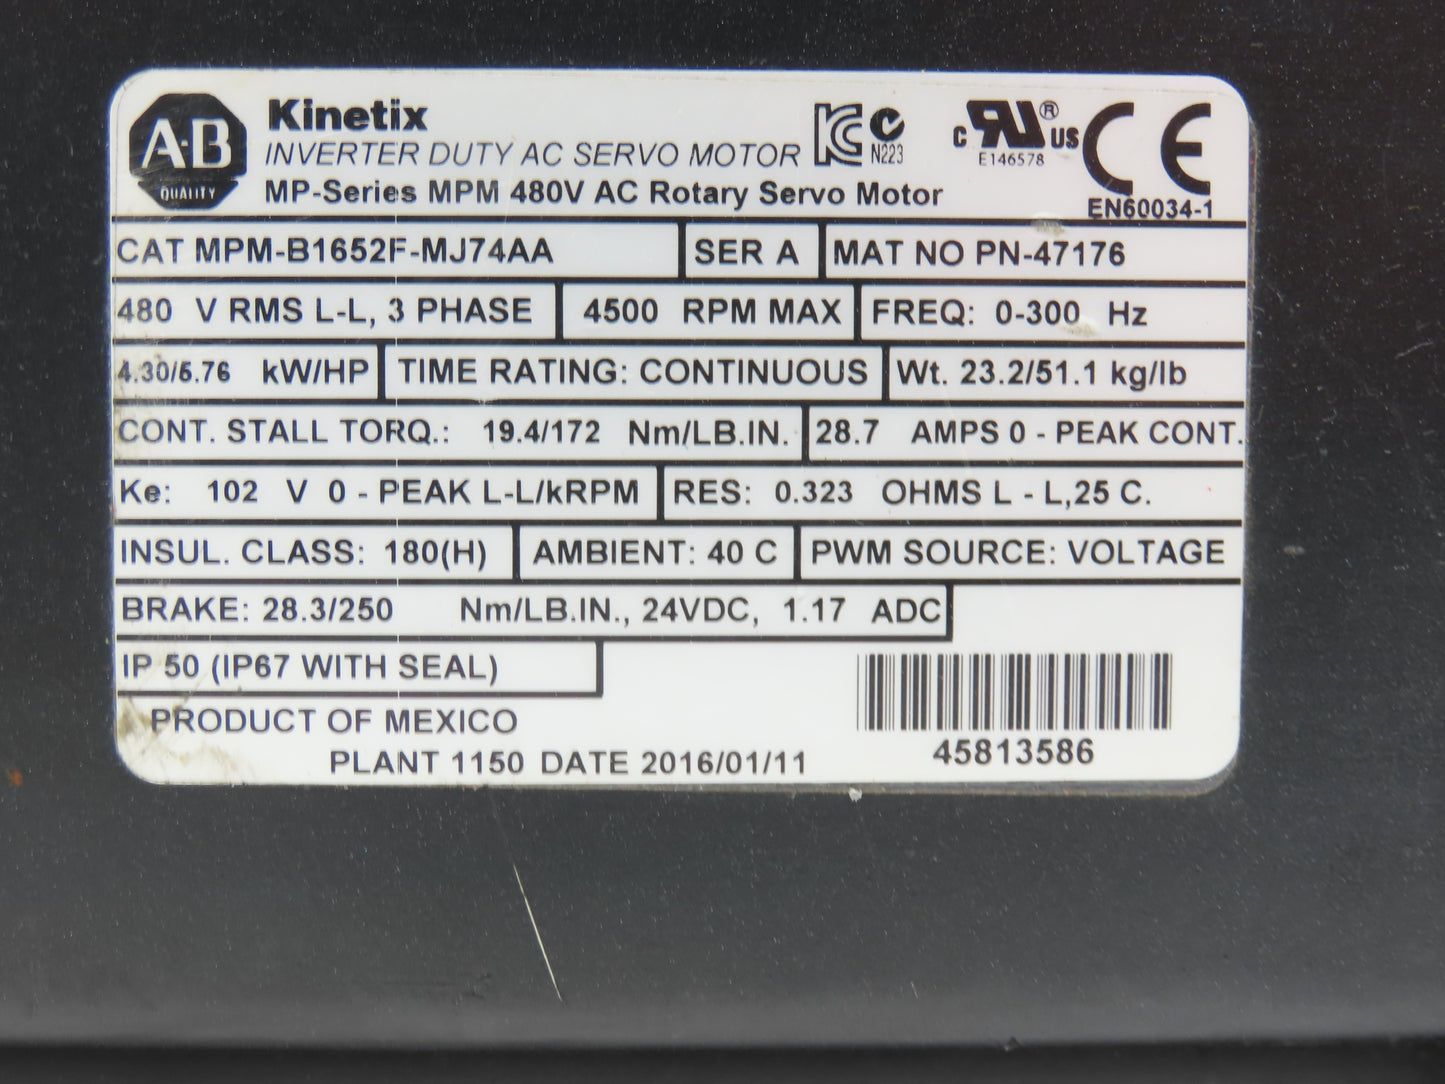 A-B
QUALITY
Kinetix
INVERTER DUTY AC SERVO MOTOR
MP-Series MPM 480V AC Rotary Servo Motor
N223
C UL ® US
E146578
CE
EN60034-1
CAT MPM-B1652F-MJ74AA SER A MAT NO PN-47176
480 V RMS L-L, 3 PHASE 4500 RPM MAX FREQ: 0-300 Hz
4.30/5.76 kW/HP TIME RATING: CONTINUOUS Wt. 23.2/51.1 kg/lb
CONT. STALL TORQ.: 19.4/172 Nm/LB.IN. 28.7 AMPS 0 - PEAK CONT.
Ke: 102 V 0 - PEAK L-L/kRPM RES: 0.323 OHMS L - L,25 C.
INSUL. CLASS: 180(H) AMBIENT: 40 C PWM SOURCE: VOLTAGE
BRAKE: 28.3/250 Nm/LB.IN., 24VDC, 1.17 ADC
IP 50 (IP67 WITH SEAL)
PRODUCT OF MEXICO
PLANT 1150 DATE 2016/01/11
45813586